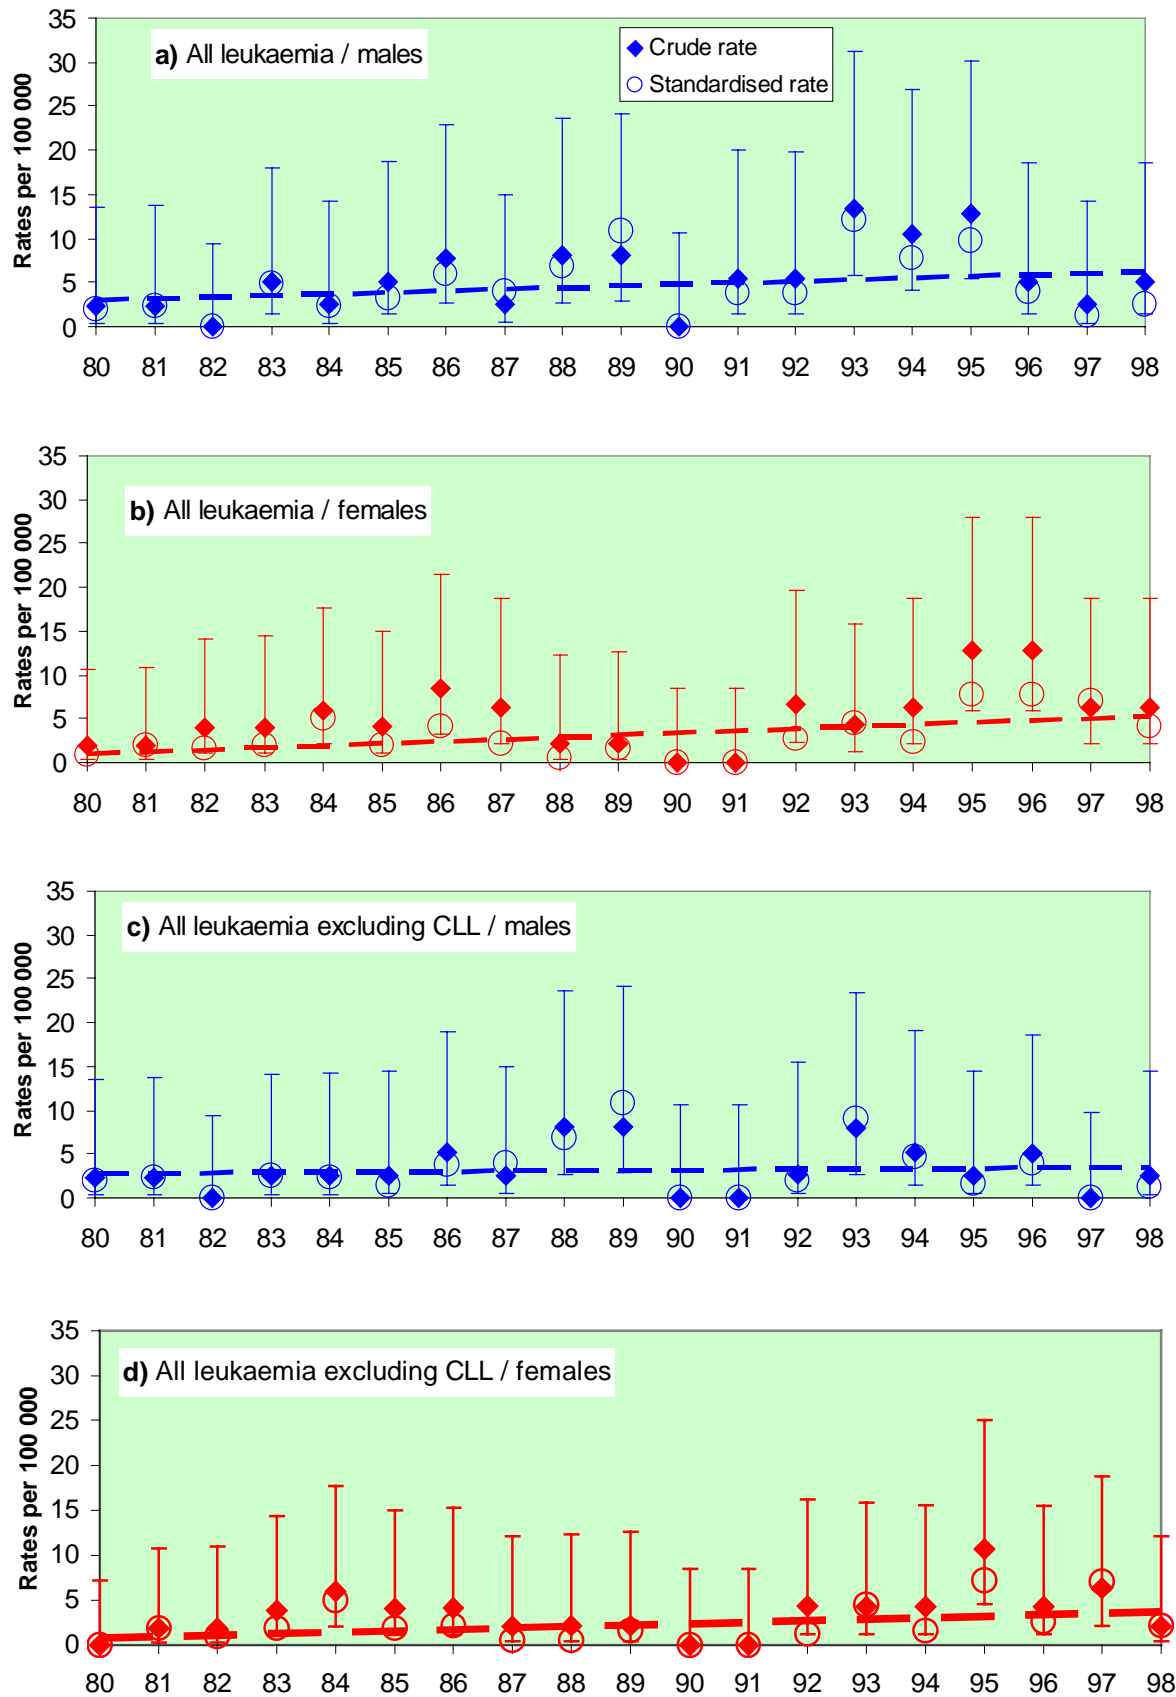 35
a) All leukaemia / males
Crude rate
Standardised rate
30
25
20
15
10
5
0
Rates per 100 000
80 81 82 83 84 85 86 87 88 89 90 91 92 93 94 95 96 97 98
35
b) All leukaemia / females
30
25
20
15
10
5
0
Rates per 100 000
80 81 82 83 84 85 86 87 88 89 90 91 92 93 94 95 96 97 98
35
c) All leukaemia excluding CLL / males
30
25
20
15
10
5
0
Rates per 100 000
80 81 82 83 84 85 86 87 88 89 90 91 92 93 94 95 96 97 98
35
d) All leukaemia excluding CLL / females
30
25
20
15
10
5
0
Rates per 100 000
80 81 82 83 84 85 86 87 88 89 90 91 92 93 94 95 96 97 98